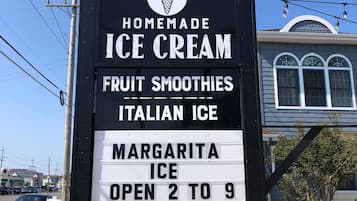 HOMEMADE
ICE CREAM
FRUIT SMOOTHIES
ITALIAN ICE
MARGARITA
ICE
OPEN 2 TO 9